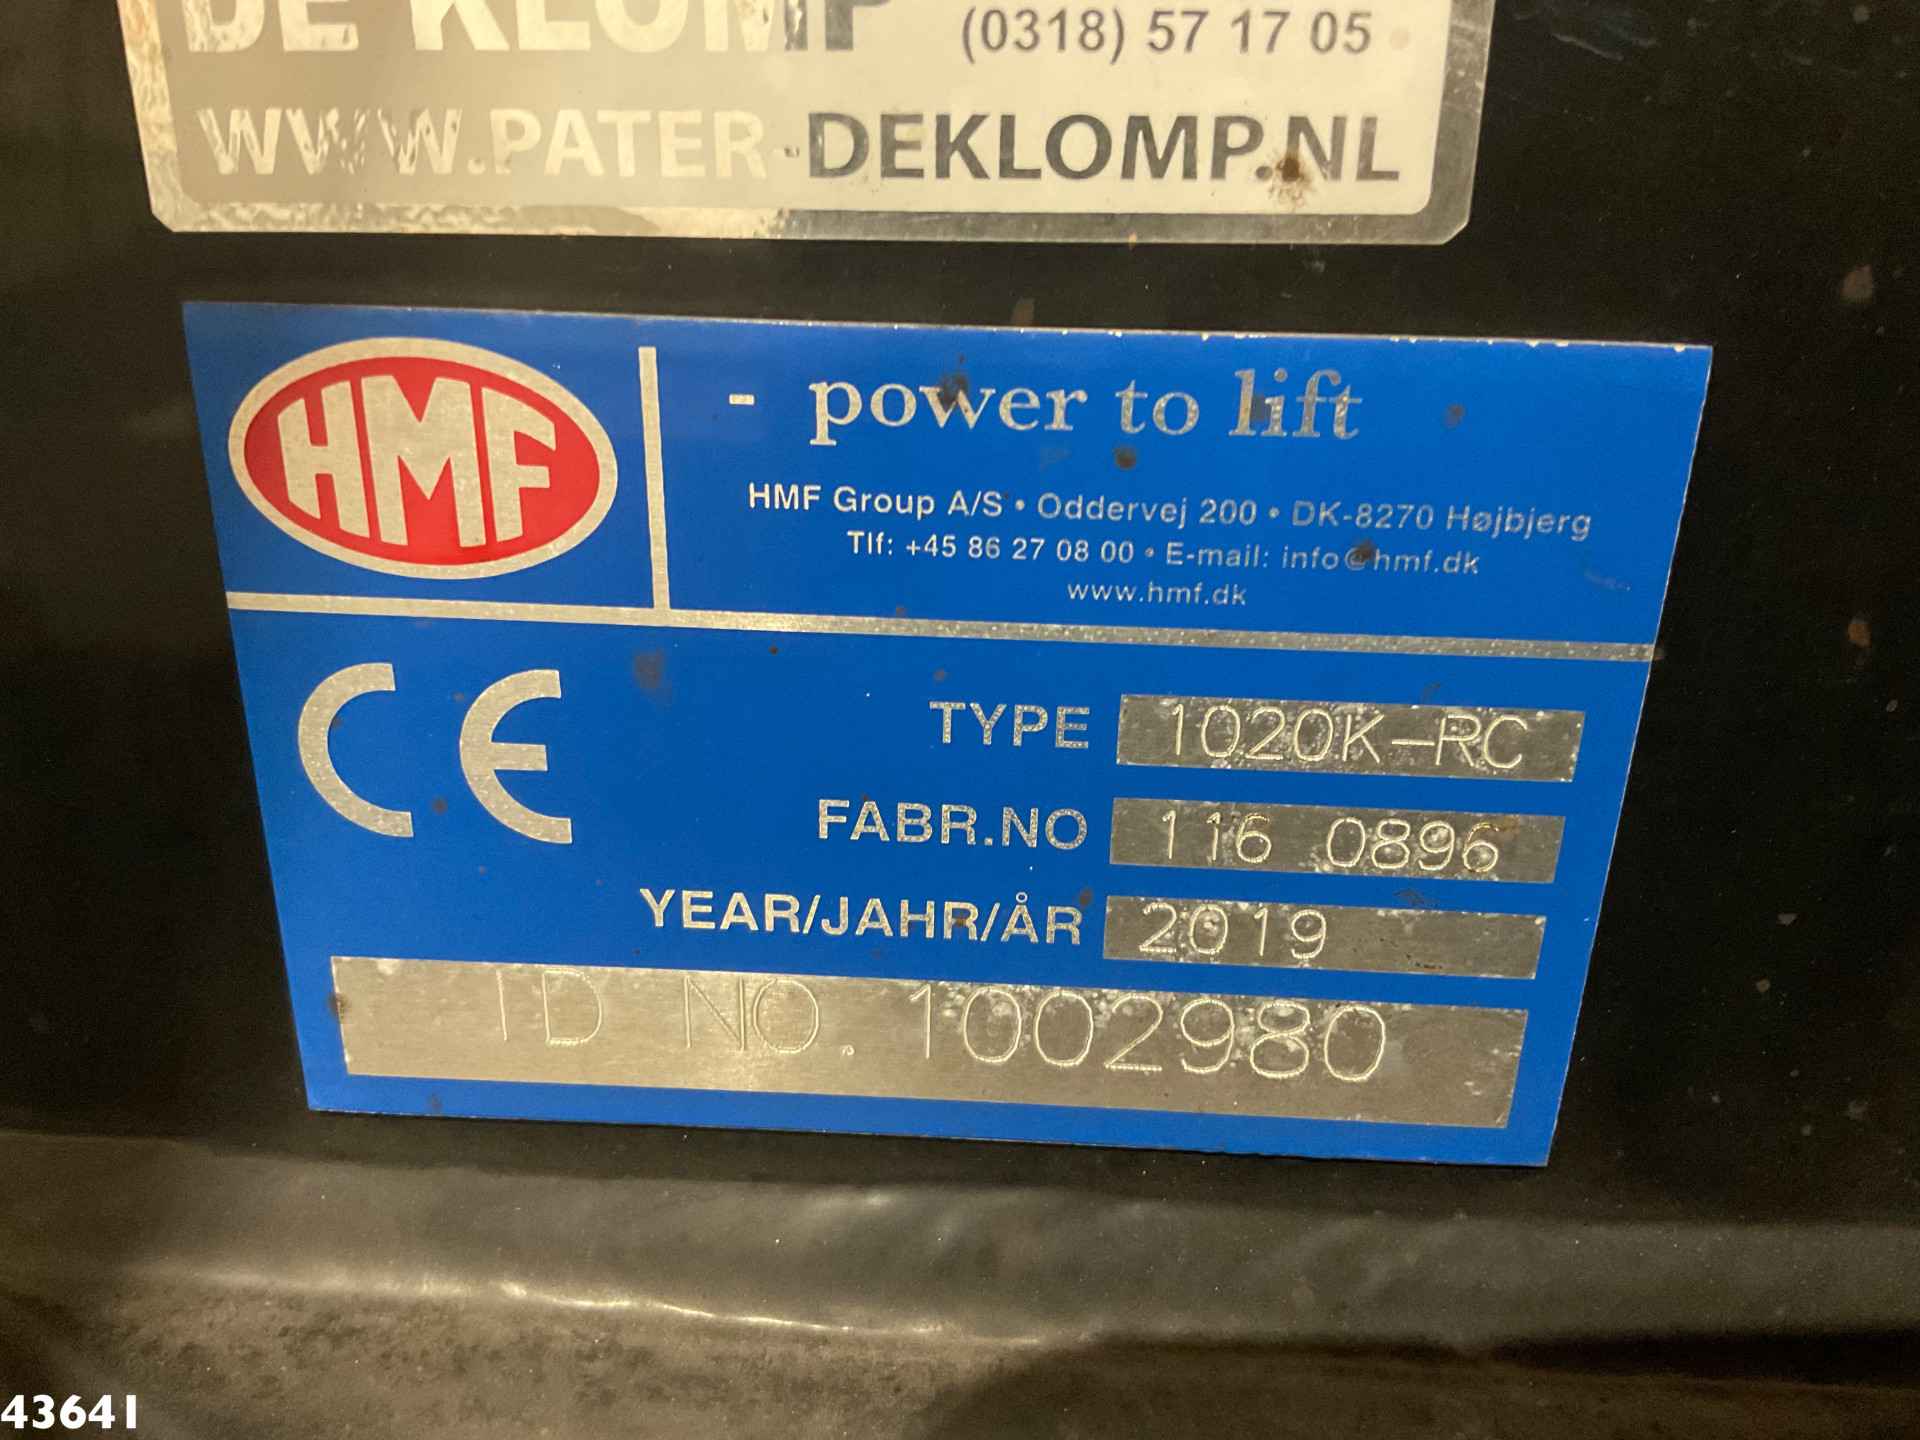 DE KLOMP (0318) 57 17 05
WWW.PATER-DEKLOMP.NL
HMF
- power to lift
HMF Group A/S • Oddervej 200 • DK-8270 Højbjerg
Tlf: +45 86 27 08 00 • E-mail: info@hmf.dk
www.hmf.dk
CE
TYPE 1020K-RC
FABR.NO 116 0896
YEAR/JAHR/ÅR 2019
ID NO. 1002980
43641